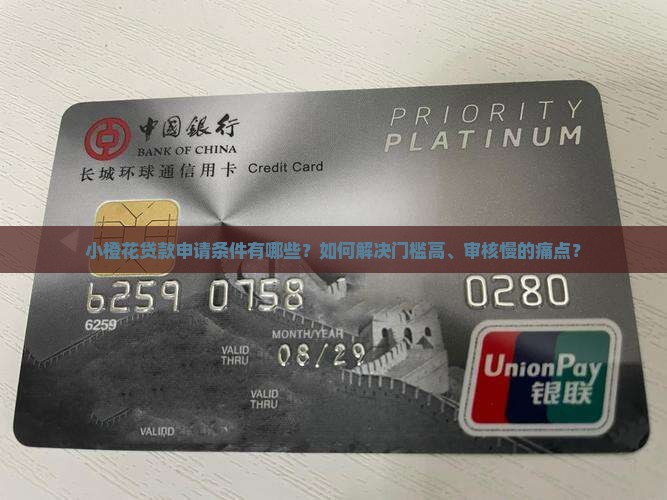 中国银行
BANK OF CHINA
长城环球通信用卡 Credit Card
PRIORITY
PLATINUM
小橙花贷款申请条件有哪些？如何解决门槛高、审核慢的痛点？
6259 0758 0280
6259
MONTH/YEAR
VALID
THRU
08/29
VALID
THRU
UnionPay
银联